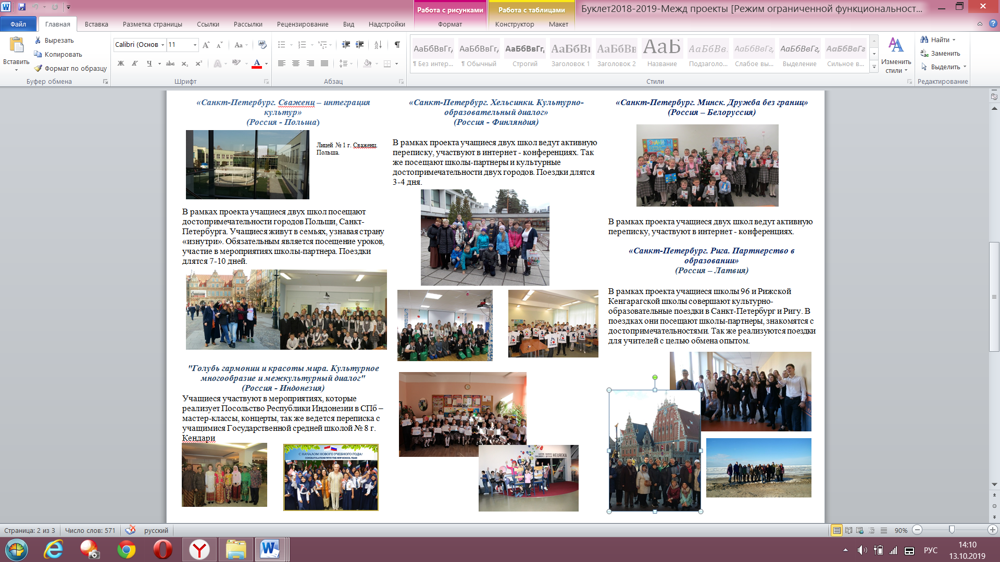 Работа с рисунками
Работа с таблицами
Буклет2018-2019-Межд проекты [Режим ограниченной функциональност...
Файл
Главная
Вставка
Разметка страницы
Ссылки
Рассылки
Рецензирование
Вид
Надстройки
Формат
Конструктор
Макет
Вставить
Вырезать
Копировать
Формат по образцу
Буфер обмена
Calibri (Основ
11
Шрифт
Абзац
АаБбВвГг,
АаБбВвГг,
АаБбВвГг,
АаБбВі
АаБбВв
АаБ
АаБбВв.
АаБбВвГг,
АаБбВвГг,
АаБбВвГг
¶ Без интер...
¶ Обычный
Строгий
Заголовок 1
Заголовок 2
Название
Подзаголо...
Слабое вы...
Выделение
Сильное в...
Стили
Изменить стили
Найти
Заменить
Выделить
Редактирование
«Санкт-Петербург. Сваженц – интеграция
культур»
(Россия - Польша)
Лицей № 1 г. Сваженц.
Польша.
В рамках проекта учащиеся двух школ посещают
достопримечательности городов Польши, Санкт-
Петербурга. Учащиеся живут в семьях, узнавая страну
«изнутри». Обязательным является посещение уроков,
участие в мероприятиях школы-партнера. Поездки
длятся 7-10 дней.
"Голубь гармонии и красоты мира. Культурное
многообразие и межкультурный диалог"
(Россия - Индонезия)
Учащиеся участвуют в мероприятиях, которые
реализует Посольство Республики Индонезии в СПб –
мастер-классы, концерты, так же ведется переписка с
учащимися Государственной средней школой № 8 г.
Кендари
С НАЧАЛОМ НОВОГО УЧЕБНОГО ГОДА!
CONGRATULATIONS WITH THE NEW SCHOOL YEAR!
«Санкт-Петербург. Хельсинки. Культурно-
образовательный диалог»
(Россия - Финляндия)
В рамках проекта учащиеся двух школ ведут активную
переписку, участвуют в интернет - конференциях. Так
же посещают школы-партнеры и культурные
достопримечательности двух городов. Поездки длятся
3-4 дня.
HEUREKA
«Санкт-Петербург. Минск. Дружба без границ»
(Россия – Белоруссия)
ЗНАНИЯМ
В рамках проекта учащиеся двух школ ведут активную
переписку, участвуют в интернет - конференциях.
«Санкт-Петербург. Рига. Партнерство в
образовании»
(Россия – Латвия)
В рамках проекта учащиеся школы 96 и Рижской
Кенгарагской школы совершают культурно-
образовательные поездки в Санкт-Петербург и Ригу. В
поездках они посещают школы-партнеры, знакомятся с
достопримечательностями. Так же реализуются поездки
для учителей с целью обмена опытом.
Страница: 2 из 3
Число слов: 571
русский
90%
РУС
14:10
13.10.2019